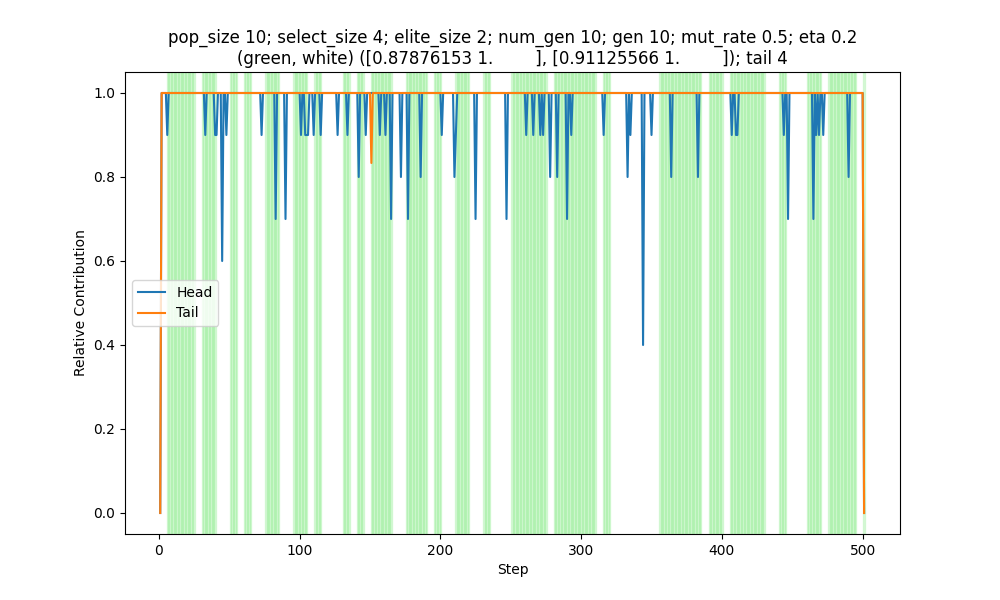 pop_size 10; select_size 4; elite_size 2; num_gen 10; gen 10; mut_rate 0.5; eta 0.2
(green, white) ([0.87876153 1.        ], [0.91125566 1.        ]); tail 4
1.0
0.8
0.6
0.4
0.2
0.0
Relative Contribution
Head
Tail
0
100
200
300
400
500
Step